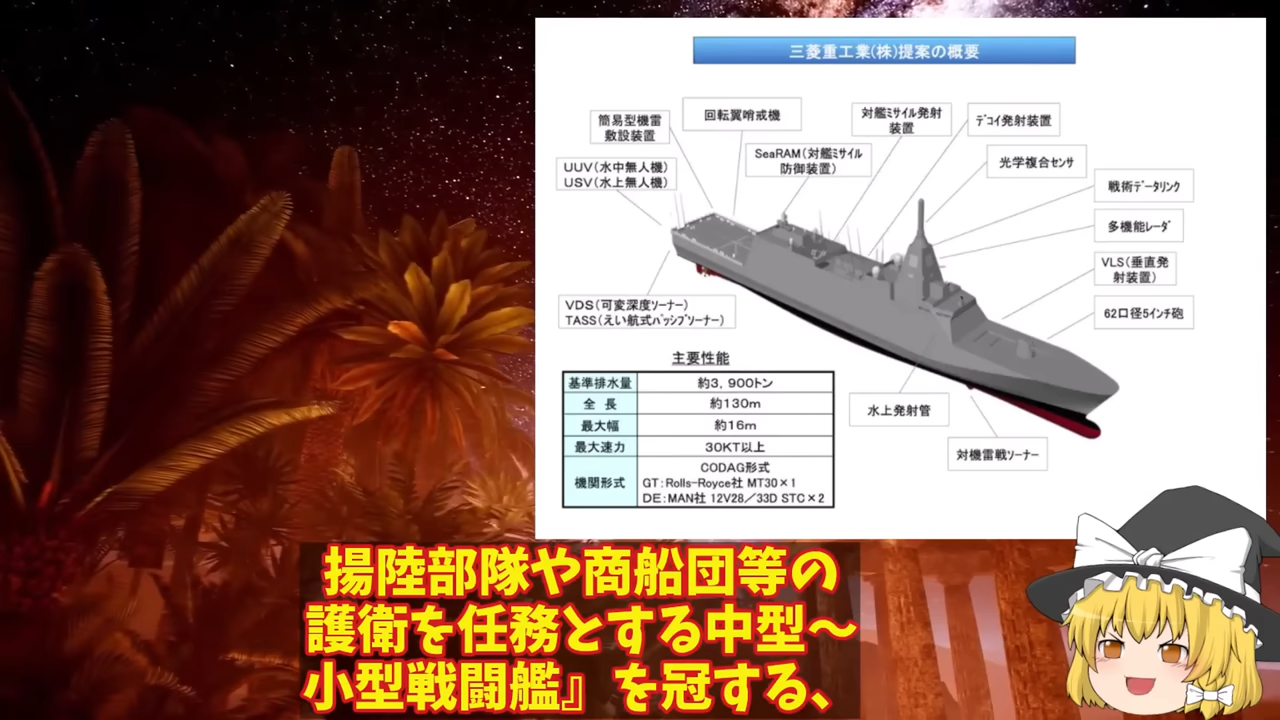 三菱重工業(株)提案の概要
簡易型機雷
敷設装置
回転翼哨戒機
対艦ﾐｻｲﾙ発射
装置
ﾃﾞｺｲ発射装置
UUV(水中無人機)
USV(水上無人機)
SeaRAM(対艦ﾐｻｲﾙ
防御装置)
光学複合ｾﾝｻ
戦術ﾃﾞｰﾀﾘﾝｸ
多機能ﾚｰﾀﾞ
VLS(垂直発
射装置)
62口径5ｲﾝﾁ砲
VDS(可変深度ｿｰﾅｰ)
TASS(えい航式ﾊﾟｯｼﾌﾞｿｰﾅｰ)
水上発射管
対機雷戦ｿｰﾅｰ
主要性能
基準排水量 約3，900トン
全 長 約130m
最大幅 約16m
最大速力 30KT以上
機関形式 CODAG形式
GT：Rolls-Royce社 MT30×1
DE：MAN社 12V28／33D STC×2
揚陸部隊や商船団等の
護衛を任務とする中型～
小型戦闘艦』を冠する、